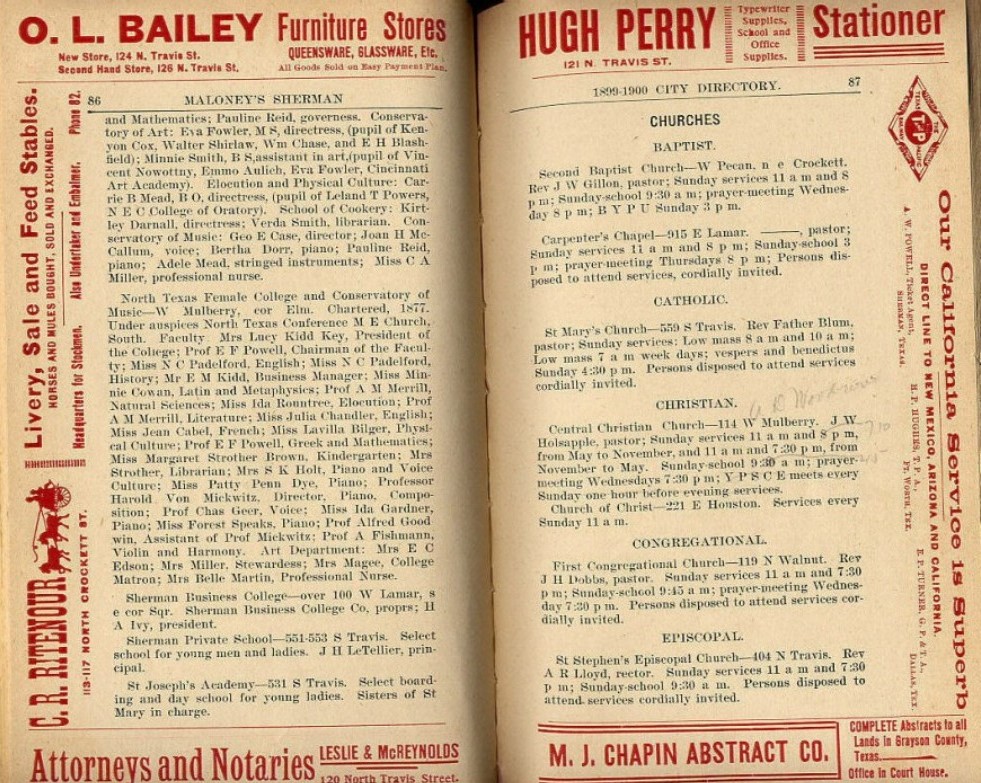 O. L. BAILEY Furniture Stores
New Store, 124 N. Travis St.
Second Hand Store, 126 N. Travis St.
QUEENSWARE, GLASSWARE, Etc.
All Goods Sold on Easy Payment Plan.
Livery, Sale and Feed Stables.
HORSES AND MULES BOUGHT, SOLD AND EXCHANGED.
Headquarters for Stockmen. Also Undertaker and Embalmer. Phone 82.
C. R. RITENOUR
113-117 NORTH CROCKETT ST.
86 MALONEY'S SHERMAN
and Mathematics; Pauline Reid, governess. Conserva-
tory of Art: Eva Fowler, M S, directress, (pupil of Ken-
yon Cox, Walter Shirlaw, Wm Chase, and E H Blash-
field); Minnie Smith, B S,assistant in art,(pupil of Vin-
cent Nowottny, Emmo Aulich, Eva Fowler, Cincinnati
Art Academy). Elocution and Physical Culture: Car-
rie B Mead, B O, directress, (pupil of Leland T Powers,
N E C College of Oratory). School of Cookery: Kirt-
ley Darnall, directress; Verda Smith, librarian. Con-
servatory of Music: Geo E Case, director; Joan H Mc-
Callum, voice; Bertha Dorr, piano; Pauline Reid,
piano; Adele Mead, stringed instruments; Miss C A
Miller, professional nurse.
North Texas Female College and Conservatory of
Music—W Mulberry, cor Elm. Chartered, 1877.
Under auspices North Texas Conference M E Church,
South. Faculty Mrs Lucy Kidd Key, President of
the College; Prof E F Powell, Chairman of the Facul-
ty; Miss N C Padelford, English; Miss N C Padelford,
History; Mr E M Kidd, Business Manager; Miss Min-
nie Cowan, Latin and Metaphysics; Prof A M Merrill,
Natural Sciences; Miss Ida Rountree, Elocution; Prof
A M Merrill, Literature; Miss Julia Chandler, English;
Miss Jean Cabel, French; Miss Lavilla Bilger, Physi-
cal Culture; Prof E F Powell, Greek and Mathematics;
Miss Margaret Strother Brown, Kindergarten; Mrs
Strother, Librarian; Mrs S K Holt, Piano and Voice
Culture; Miss Patty Penn Dye, Piano; Professor
Harold Von Mickwitz, Director, Piano, Compo-
sition; Prof Chas Geer, Voice; Miss Ida Gardner,
Piano; Miss Forest Speaks, Piano; Prof Alfred Good
win, Assistant of Prof Mickwitz; Prof A Fishmann,
Violin and Harmony. Art Department: Mrs E C
Edson; Mrs Miller, Stewardess; Mrs Magee, College
Matron; Mrs Belle Martin, Professional Nurse.
Sherman Business College—over 100 W Lamar, s
e cor Sqr. Sherman Business College Co, proprs; H
A Ivy, president.
Sherman Private School—551-553 S Travis. Select
school for young men and ladies. J H LeTellier, prin-
cipal.
St Joseph's Academy—531 S Travis. Select board-
ing and day school for young ladies. Sisters of St
Mary in charge.
Attorneys and Notaries LESLIE & McREYNOLDS
120 North Travis Street.
HUGH PERRY
121 N. TRAVIS ST.
Typewriter
Supplies,
School and
Office
Supplies.
Stationer
1899-1900 CITY DIRECTORY. 87
CHURCHES
BAPTIST.
Second Baptist Church—W Pecan, n e Crockett.
Rev J W Gillon, pastor; Sunday services 11 a m and 8
p m; Sunday-school 9:30 a m; prayer-meeting Wednes-
day 8 p m; B Y P U Sunday 3 p m.
Carpenter's Chapel—915 E Lamar. ———, pastor;
Sunday services 11 a m and 8 p m; Sunday-school 3
p m; prayer-meeting Thursdays 8 p m; Persons dis-
posed to attend services, cordially invited.
CATHOLIC.
St Mary's Church—559 S Travis. Rev Father Blum,
pastor; Sunday services: Low mass 8 a m and 10 a m;
Low mass 7 a m week days; vespers and benedictus
Sunday 4:30 p m. Persons disposed to attend services
cordially invited.
CHRISTIAN.
Central Christian Church—114 W Mulberry. J W
Holsapple, pastor; Sunday services 11 a m and 8 p m,
from May to November, and 11 a m and 7:30 p m, from
November to May. Sunday-school 9:30 a m; prayer-
meeting Wednesdays 7:30 p m; Y P S C E meets every
Sunday one hour before evening services.
Church of Christ—221 E Houston. Services every
Sunday 11 a m.
CONGREGATIONAL.
First Congregational Church—119 N Walnut. Rev
J H Dobbs, pastor. Sunday services 11 a m and 7:30
p m; Sunday-school 9:45 a m; prayer-meeting Wednes-
day 7:30 p m. Persons disposed to attend services cor-
dially invited.
EPISCOPAL.
St Stephen's Episcopal Church—404 N Travis. Rev
A R Lloyd, rector. Sunday services 11 a m and 7:30
p m; Sunday-school 9:30 a m. Persons disposed to
attend services cordially invited.
THE
TEXAS
T&P
PACIFIC
RAILWAY
Our California Service is Superb
DIRECT LINE TO NEW MEXICO, ARIZONA AND CALIFORNIA.
A. W. POWELL, Ticket Agent, SHERMAN, TEXAS.
H. P. HUGHES, T. P. A., FT. WORTH, TEX.
E. P. TURNER, G. P. & T. A., DALLAS, TEX.
M. J. CHAPIN ABSTRACT CO.
COMPLETE Abstracts to all
Lands in Grayson County,
Texas.
Office in Court House.